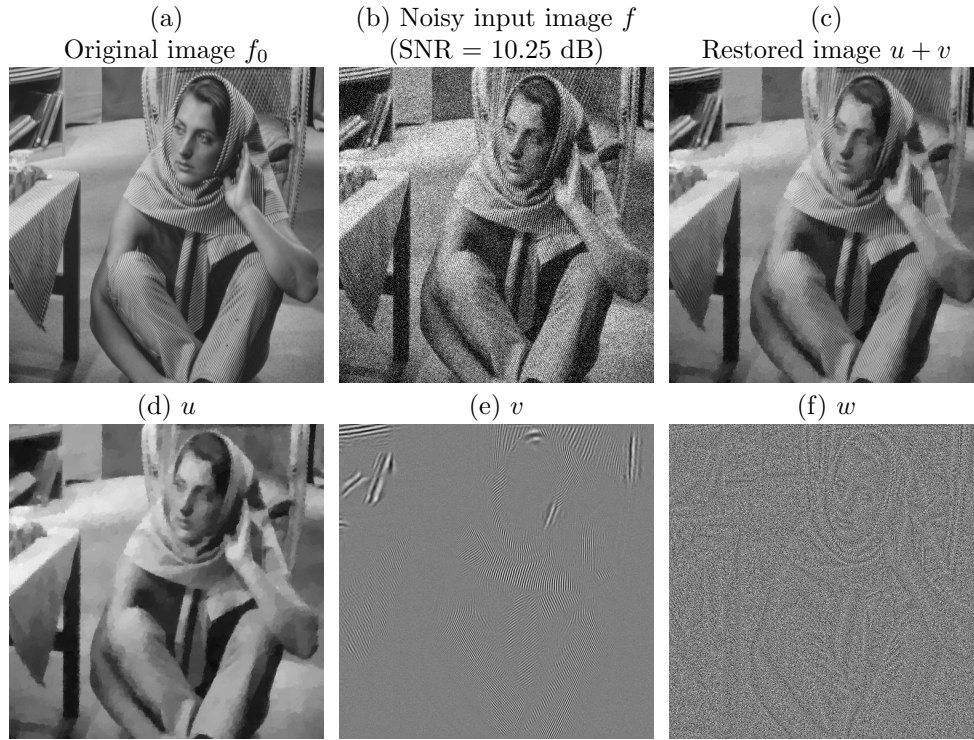 (a)
Original image f₀
(b) Noisy input image f
(SNR = 10.25 dB)
(c)
Restored image u + v
(d) u
(e) v
(f) w